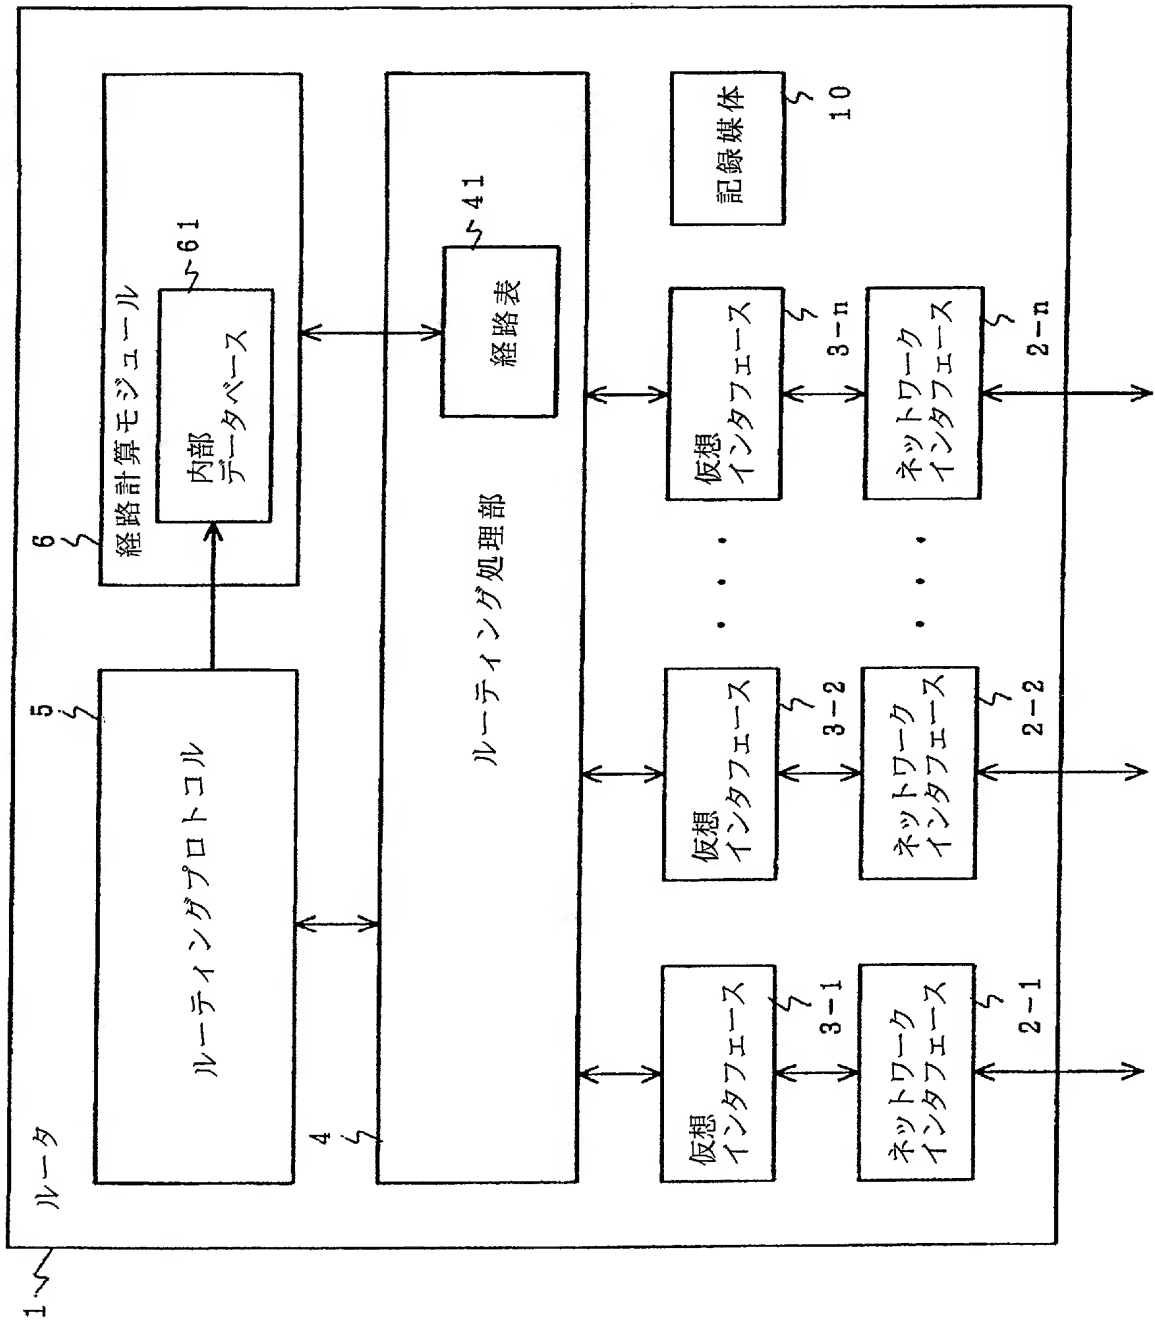 1
ルータ
5
ルーティングプロトコル
6
経路計算モジュール
61
内部
データベース
4
ルーティング処理部
41
経路表
仮想
インタフェース
3-1
仮想
インタフェース
3-2
・・・
仮想
インタフェース
3-n
記録媒体
10
ネットワーク
インタフェース
2-1
ネットワーク
インタフェース
2-2
・・・
ネットワーク
インタフェース
2-n